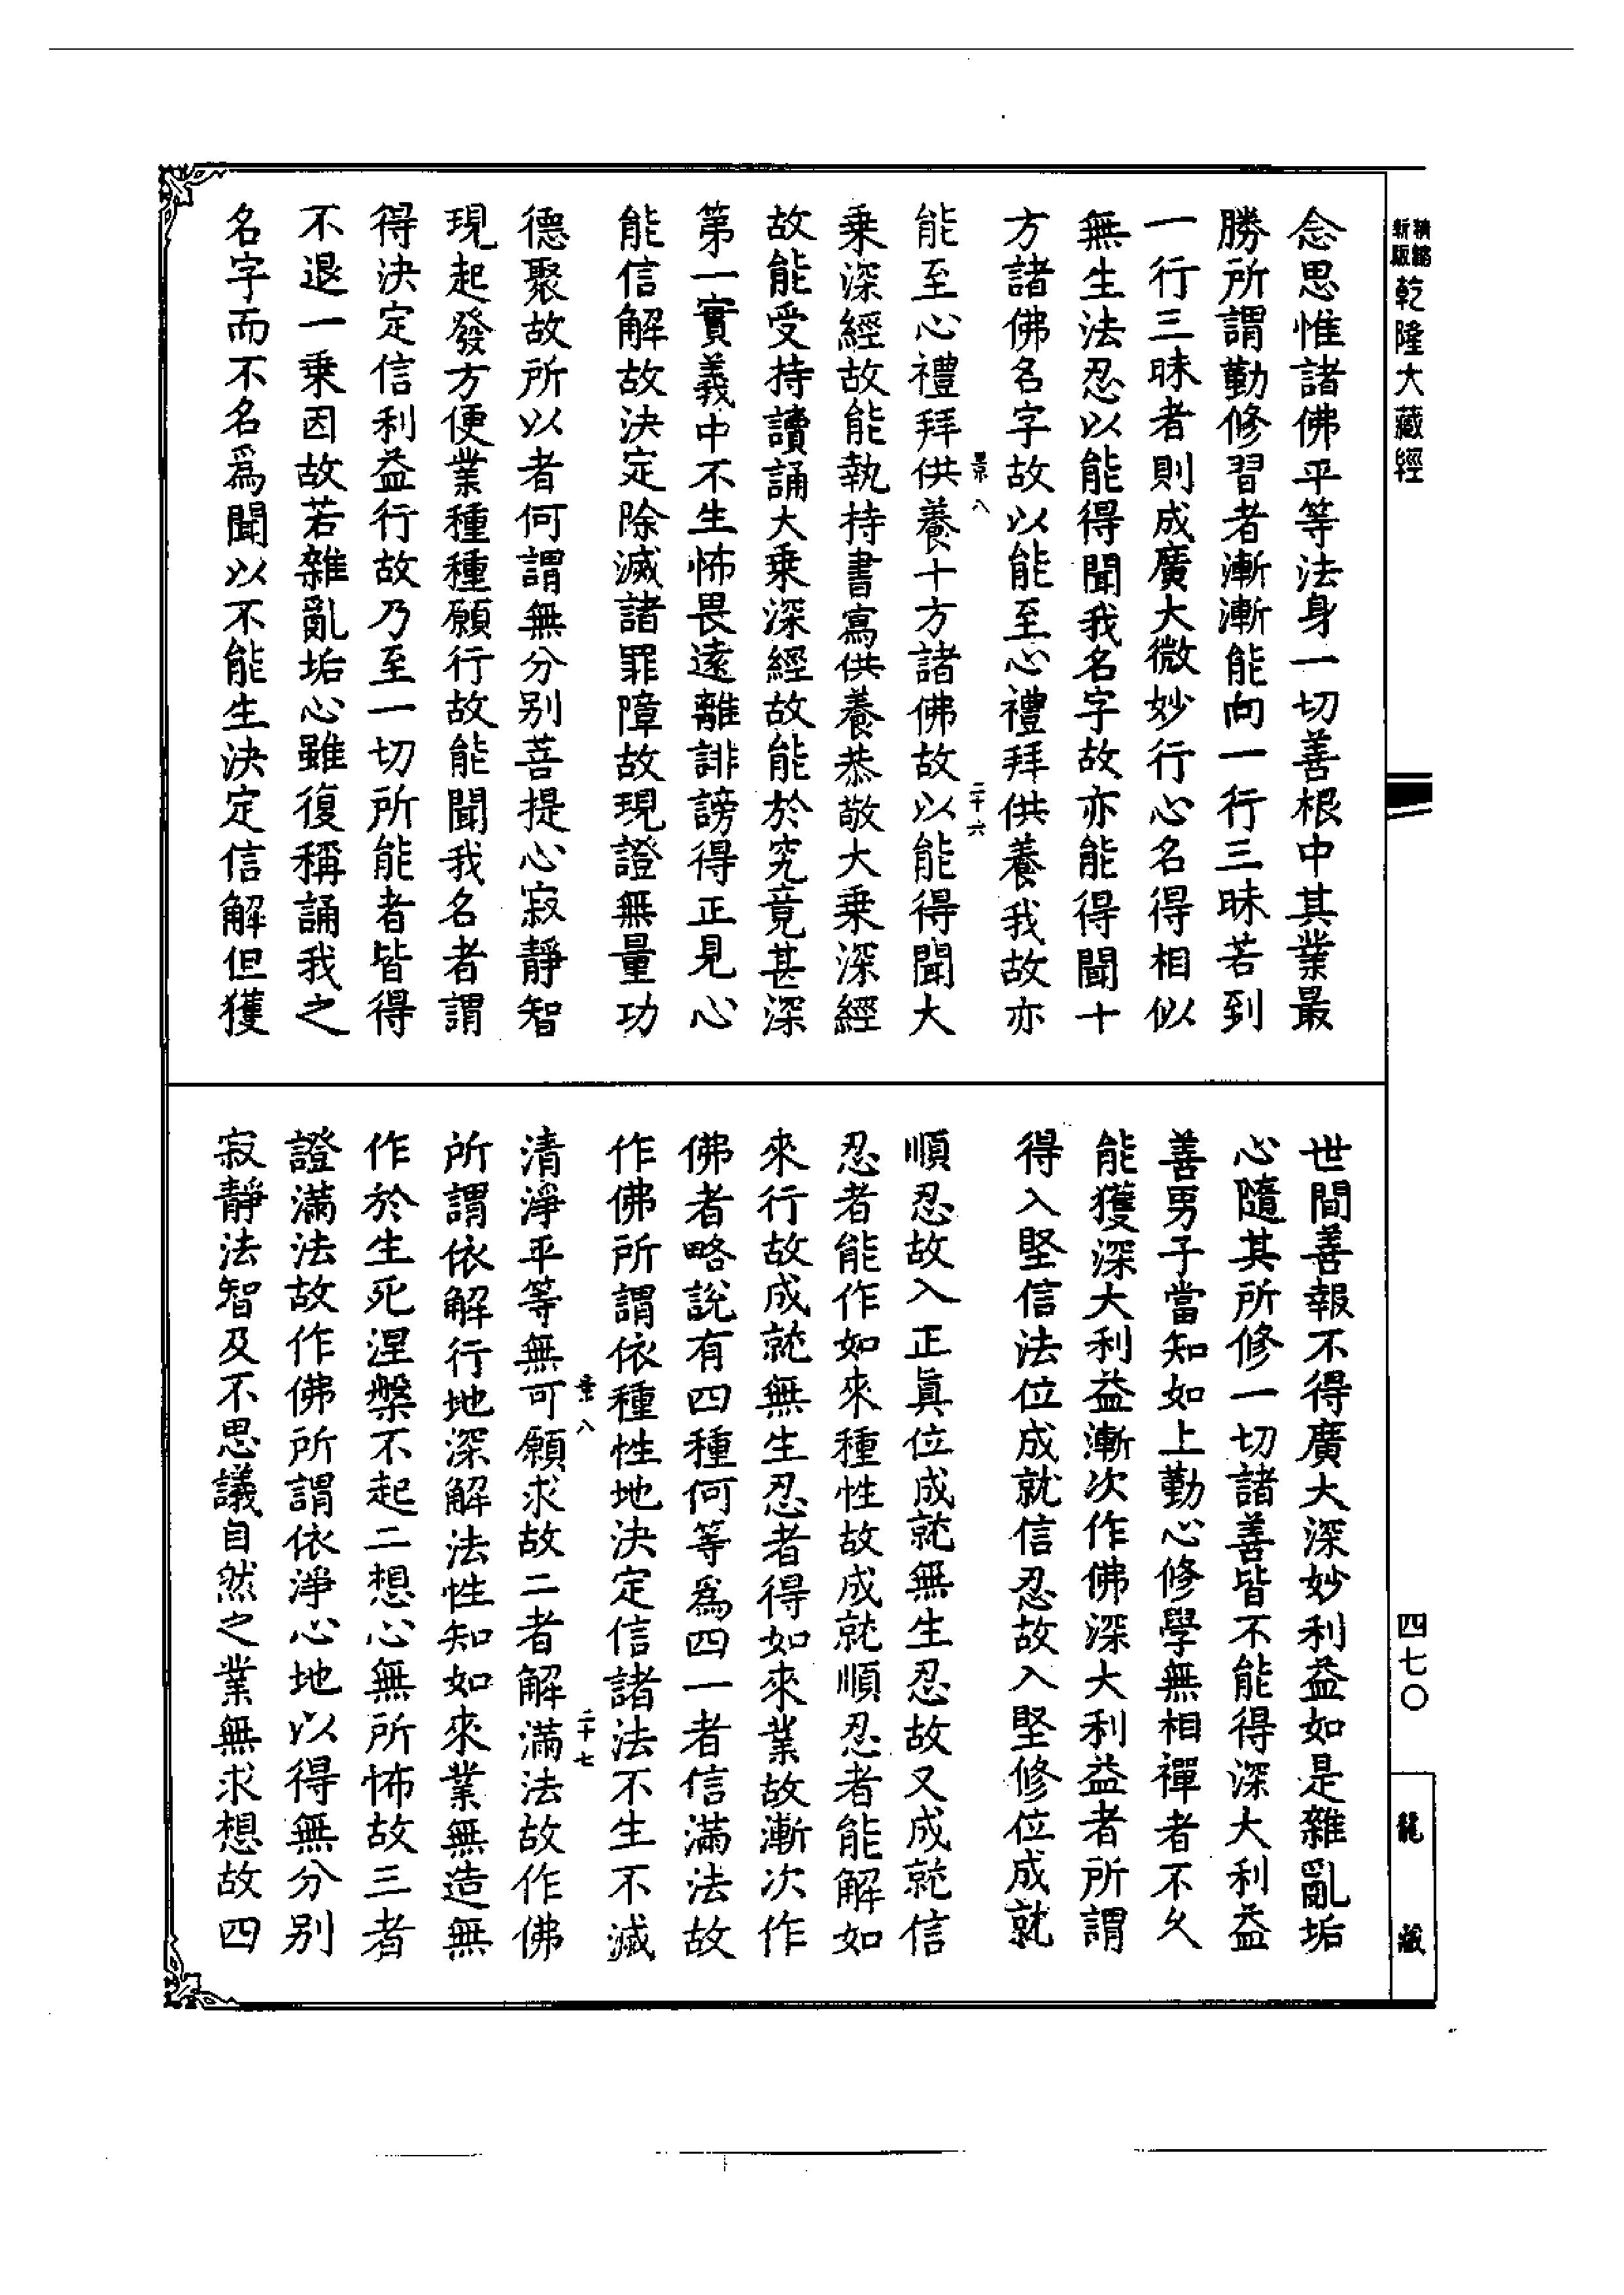 精縮
新版
乾隆大藏經
念思惟諸佛平等法身一切善根中其業最
勝所謂勤修習者漸漸能向一行三昧若到
一行三昧者則成廣大微妙行心名得相似
無生法忍以能得聞我名字故亦能得聞十
方諸佛名字故以能至心禮拜供養我故亦
景八
二十六
能至心禮拜供養十方諸佛故以能得聞大
乗深經故能執持書寫供養恭敬大乗深經
故能受持讀誦大乗深經故能於究竟甚深
第一實義中不生怖畏遠離誹謗得正見心
能信解故決定除滅諸罪障故現證無量功
德聚故所以者何謂無分别菩提心寂靜智
現起發方便業種種願行故能聞我名者謂
得決定信利益行故乃至一切所能者皆得
不退一乗因故若雜亂垢心雖復稱誦我之
名字而不名爲聞以不能生決定信解但獲
世間善報不得廣大深妙利益如是雜亂垢
心隨其所修一切諸善皆不能得深大利益
善男子當知如上勤心修學無相禪者不久
能獲深大利益漸次作佛深大利益者所謂
得入堅信法位成就信忍故入堅修位成就
順忍故入正眞位成就無生忍故又成就信
忍者能作如來種性故成就順忍者能解如
來行故成就無生忍者得如來業故漸次作
佛者略說有四種何等爲四一者信滿法故
作佛所謂依種性地決定信諸法不生不滅
景八
二十七
清淨平等無可願求故二者解滿法故作佛
所謂依解行地深解法性知如來業無造無
作於生死涅槃不起二想心無所怖故三者
證滿法故作佛所謂依淨心地以得無分别
寂靜法智及不思議自然之業無求想故四
四七〇
龍藏